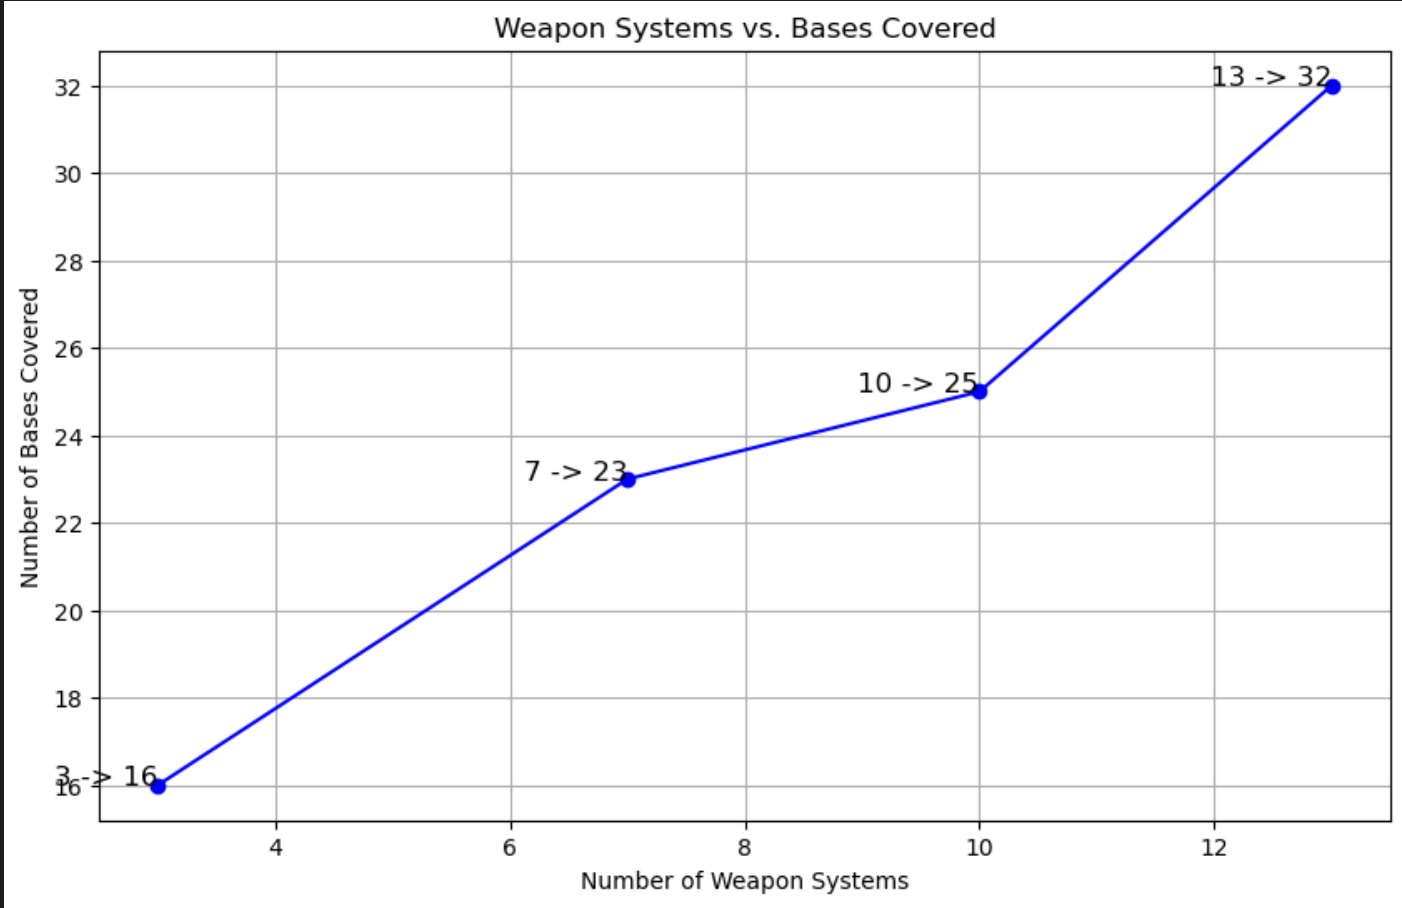 Weapon Systems vs. Bases Covered
32
30
28
26
24
22
20
18
16
Number of Bases Covered
13 -> 32
10 -> 25
7 -> 23
3 -> 16
4 6 8 10 12
Number of Weapon Systems